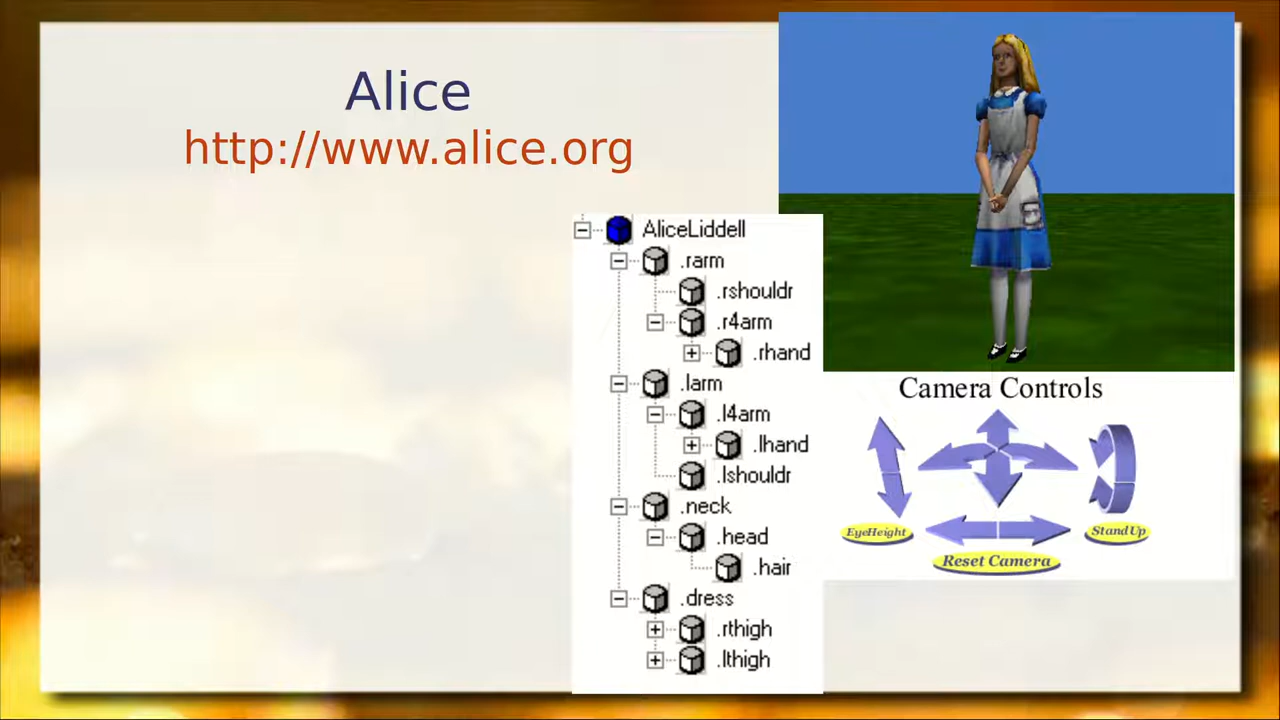 Alice
http://www.alice.org
AliceLiddell
.rarm
.rshouldr
.r4arm
.rhand
.larm
.l4arm
.lhand
.lshouldr
.neck
.head
.hair
.dress
.rthigh
.lthigh
Camera Controls
EyeHeight
StandUp
Reset Camera